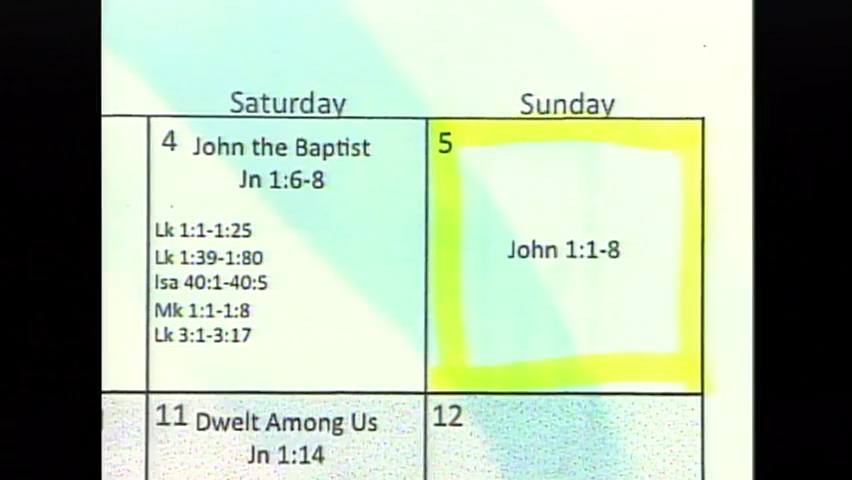 Saturday
Sunday
4 John the Baptist
Jn 1:6-8
Lk 1:1-1:25
Lk 1:39-1:80
Isa 40:1-40:5
Mk 1:1-1:8
Lk 3:1-3:17
5
John 1:1-8
11 Dwelt Among Us
Jn 1:14
12